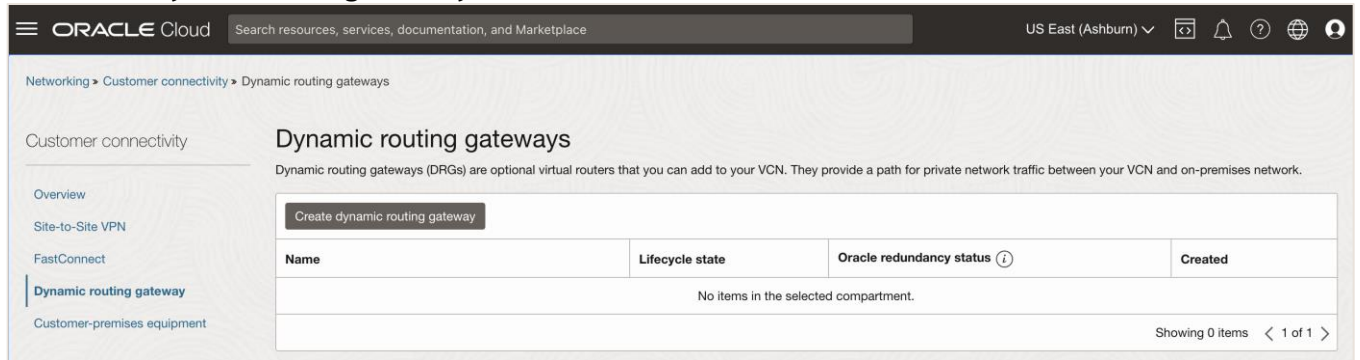 ORACLE Cloud Search resources, services, documentation, and Marketplace US East (Ashburn)
Networking » Customer connectivity » Dynamic routing gateways
Customer connectivity
Overview
Site-to-Site VPN
FastConnect
Dynamic routing gateway
Customer-premises equipment
Dynamic routing gateways
Dynamic routing gateways (DRGs) are optional virtual routers that you can add to your VCN. They provide a path for private network traffic between your VCN and on-premises network.
Create dynamic routing gateway
Name Lifecycle state Oracle redundancy status i Created
No items in the selected compartment.
Showing 0 items < 1 of 1 >